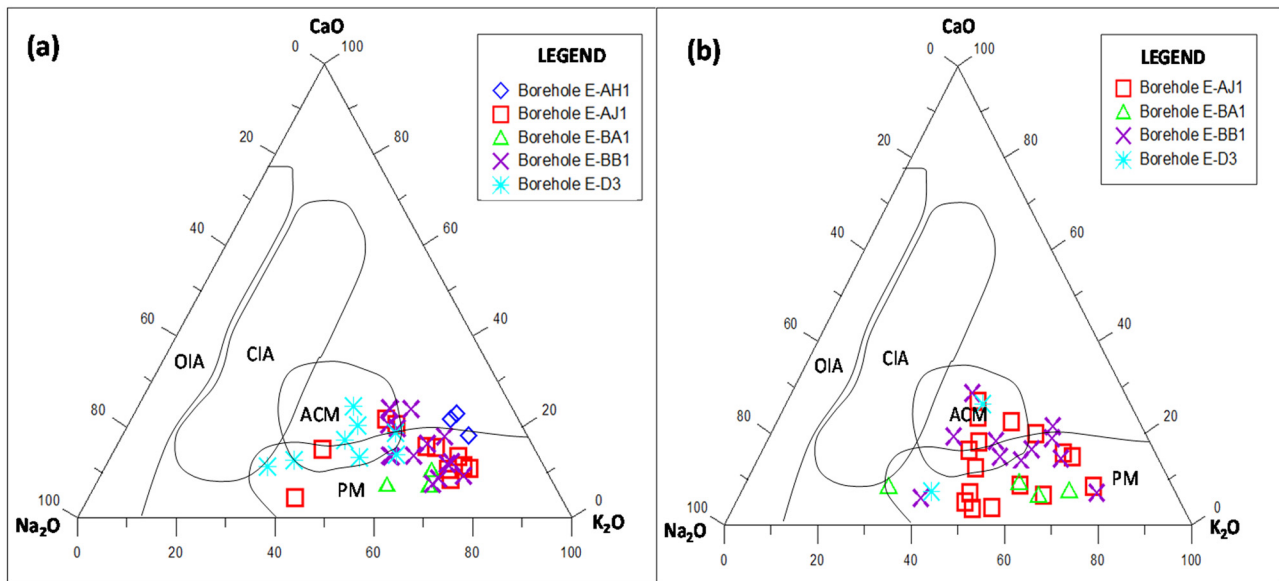 (a)
CaO
0
100
LEGEND
Borehole E-AH1
Borehole E-AJ1
Borehole E-BA1
Borehole E-BB1
Borehole E-D3
20
80
40
60
60
40
OIA
CIA
ACM
80
20
PM
100
0
Na₂O
K₂O
0
20
40
60
80
100
(b)
CaO
0
100
LEGEND
Borehole E-AJ1
Borehole E-BA1
Borehole E-BB1
Borehole E-D3
20
80
40
60
60
40
OIA
CIA
ACM
80
20
PM
100
0
Na₂O
K₂O
0
20
40
60
80
100